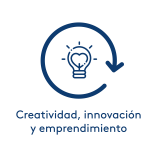 Creatividad, innovación
y emprendimiento